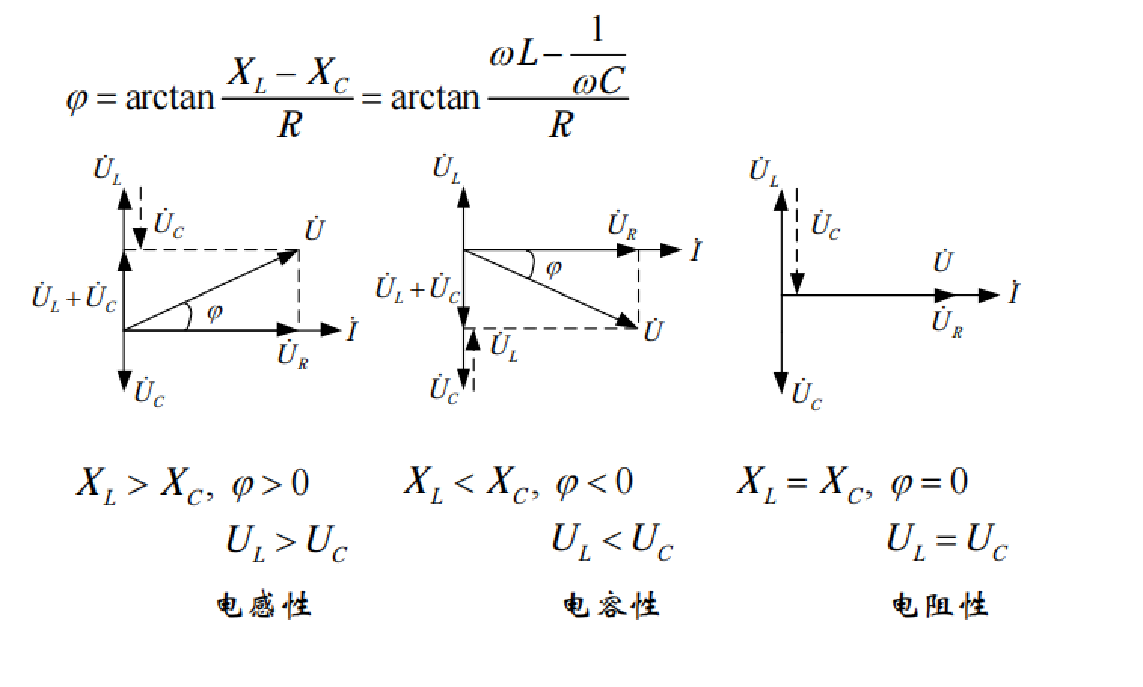 φ = arctan (X_L − X_C)/R = arctan (ωL − 1/(ωC))/R
U̇_L
U̇_C
U̇
U̇_L + U̇_C
φ
İ
U̇_R
U̇_C
U̇_L
U̇_R
İ
φ
U̇_L + U̇_C
U̇
U̇_L
U̇_C
U̇_L
U̇_C
U̇
İ
U̇_R
U̇_C
X_L > X_C, φ > 0
U_L > U_C
电感性
X_L < X_C, φ < 0
U_L < U_C
电容性
X_L = X_C, φ = 0
U_L = U_C
电阻性